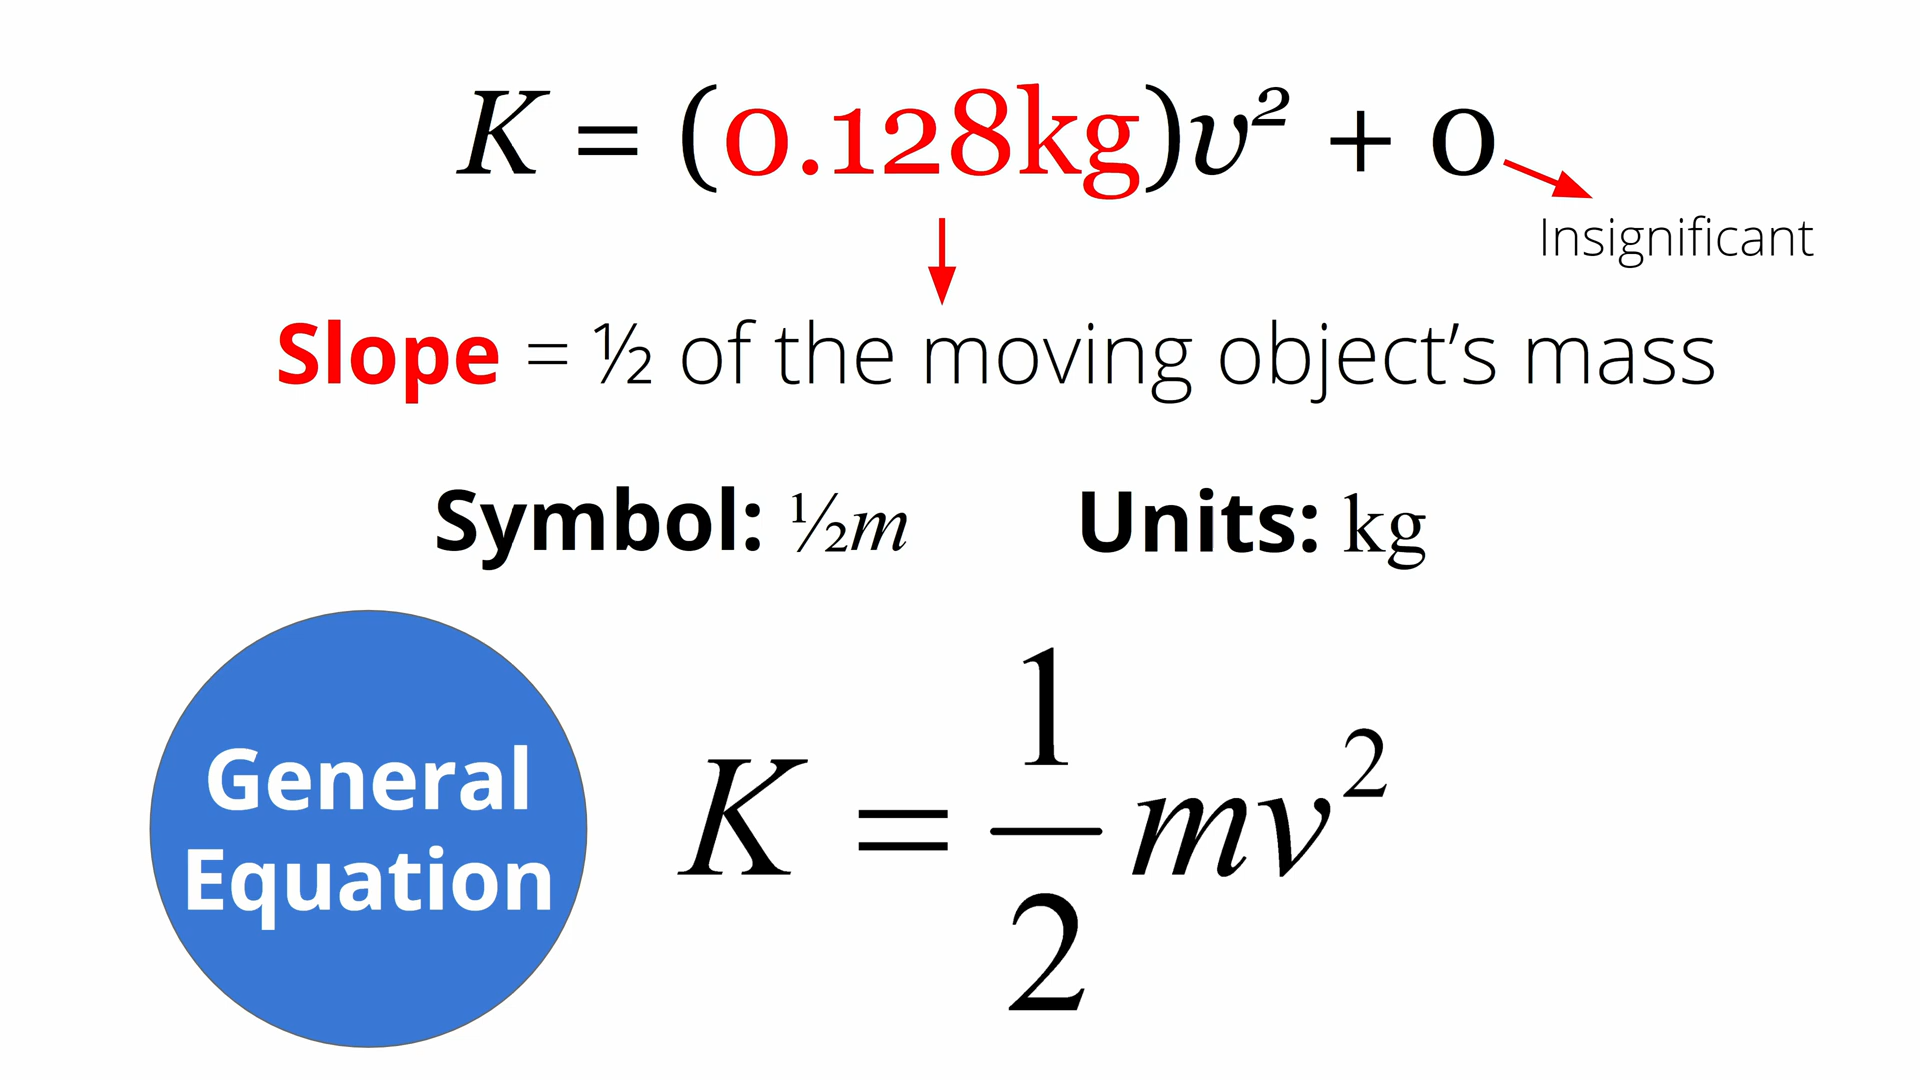 K = (0.128kg)v² + 0
Insignificant
Slope = ½ of the moving object’s mass
Symbol: ½m Units: kg
General
Equation
K = 1/2 mv²